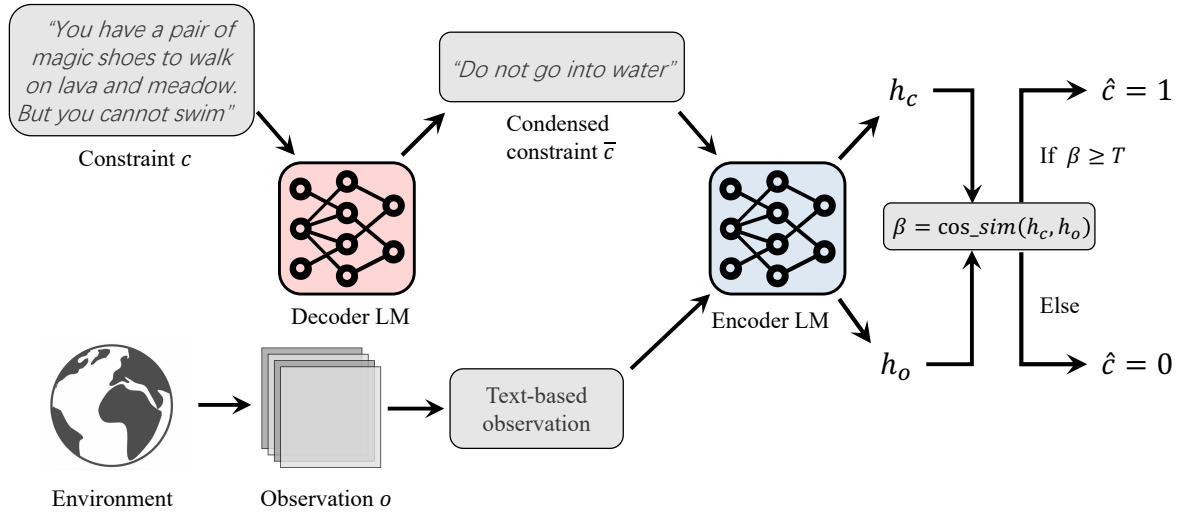 “You have a pair of
magic shoes to walk
on lava and meadow.
But you cannot swim”
Constraint c
Decoder LM
“Do not go into water”
Condensed
constraint c̅
Encoder LM
h_c
h_o
β = cos_sim(h_c, h_o)
ĉ = 1
If β ≥ T
Else
ĉ = 0
Environment
Observation o
Text-based
observation